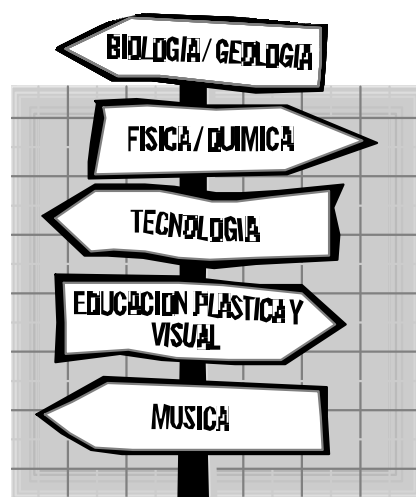 BIOLOGIA/GEOLOGIA
FISICA/QUIMICA
TECNOLOGIA
EDUCACION PLASTICA Y
VISUAL
MUSICA